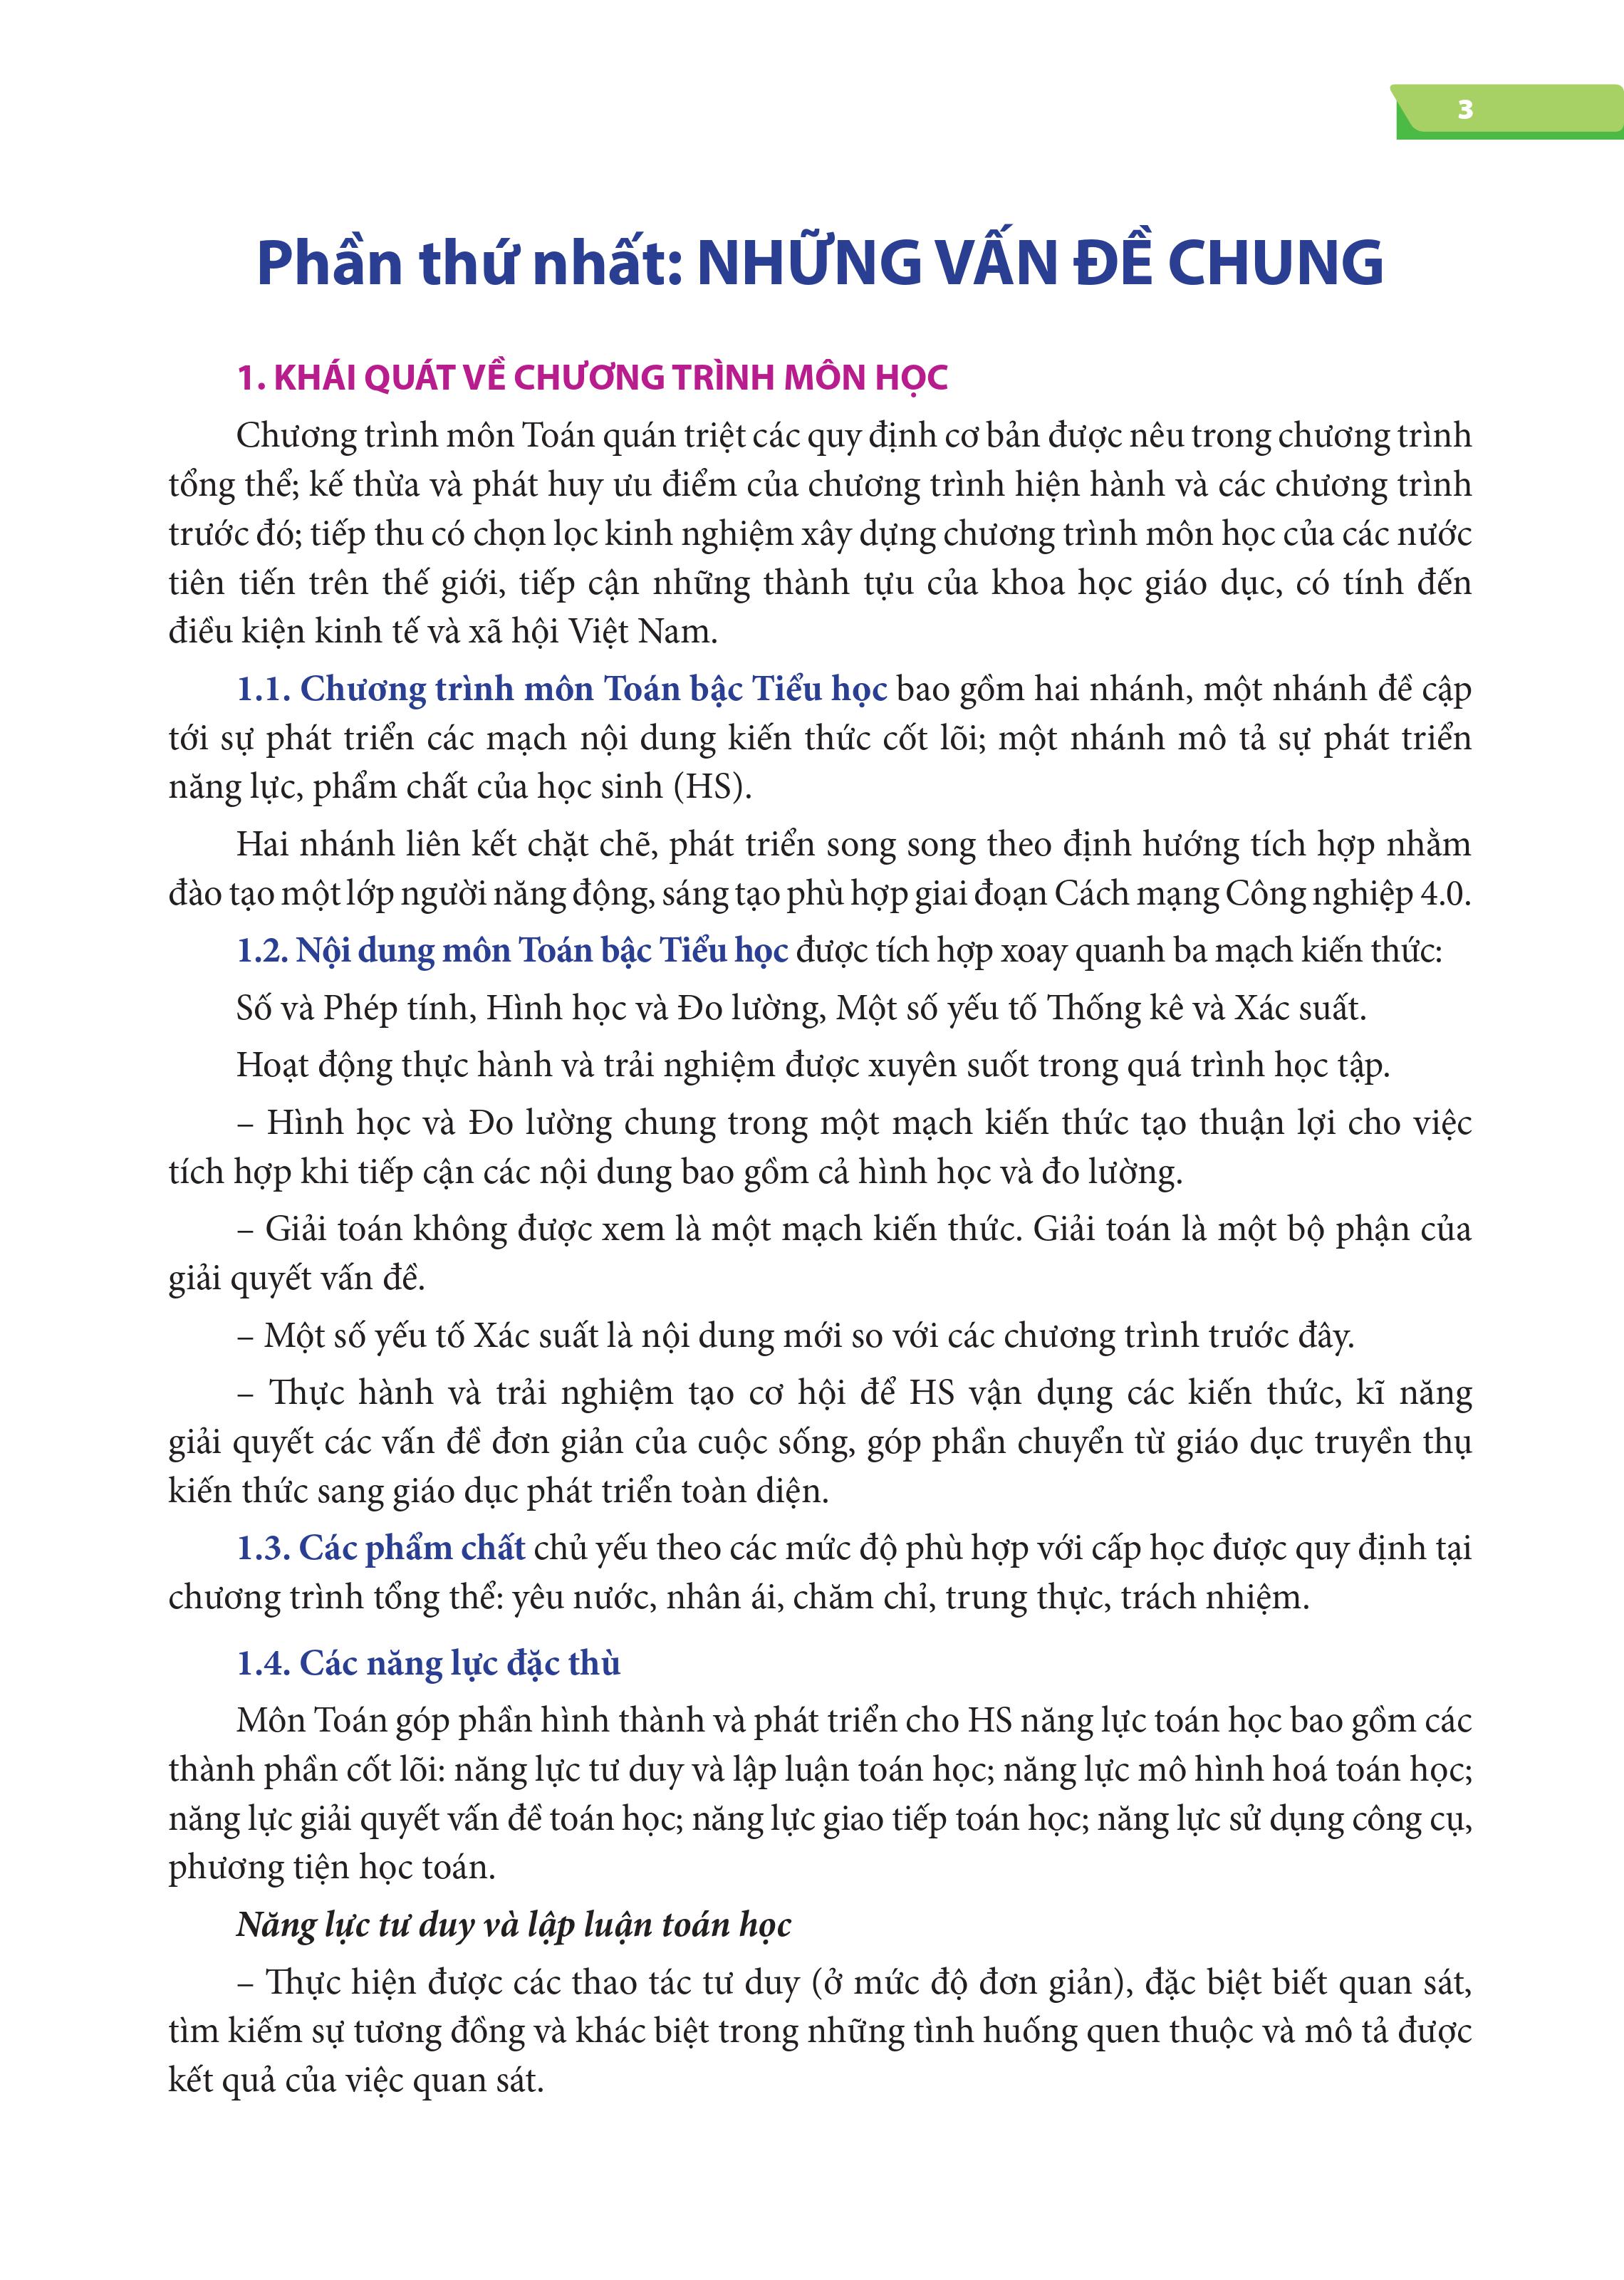 3
Phần thứ nhất: NHỮNG VẤN ĐỀ CHUNG
1. KHÁI QUÁT VỀ CHƯƠNG TRÌNH MÔN HỌC
Chương trình môn Toán quán triệt các quy định cơ bản được nêu trong chương trình
tổng thể; kế thừa và phát huy ưu điểm của chương trình hiện hành và các chương trình
trước đó; tiếp thu có chọn lọc kinh nghiệm xây dựng chương trình môn học của các nước
tiên tiến trên thế giới, tiếp cận những thành tựu của khoa học giáo dục, có tính đến
điều kiện kinh tế và xã hội Việt Nam.
1.1. Chương trình môn Toán bậc Tiểu học bao gồm hai nhánh, một nhánh đề cập
tới sự phát triển các mạch nội dung kiến thức cốt lõi; một nhánh mô tả sự phát triển
năng lực, phẩm chất của học sinh (HS).
Hai nhánh liên kết chặt chẽ, phát triển song song theo định hướng tích hợp nhằm
đào tạo một lớp người năng động, sáng tạo phù hợp giai đoạn Cách mạng Công nghiệp 4.0.
1.2. Nội dung môn Toán bậc Tiểu học được tích hợp xoay quanh ba mạch kiến thức:
Số và Phép tính, Hình học và Đo lường, Một số yếu tố Thống kê và Xác suất.
Hoạt động thực hành và trải nghiệm được xuyên suốt trong quá trình học tập.
– Hình học và Đo lường chung trong một mạch kiến thức tạo thuận lợi cho việc
tích hợp khi tiếp cận các nội dung bao gồm cả hình học và đo lường.
– Giải toán không được xem là một mạch kiến thức. Giải toán là một bộ phận của
giải quyết vấn đề.
– Một số yếu tố Xác suất là nội dung mới so với các chương trình trước đây.
– Thực hành và trải nghiệm tạo cơ hội để HS vận dụng các kiến thức, kĩ năng
giải quyết các vấn đề đơn giản của cuộc sống, góp phần chuyển từ giáo dục truyền thụ
kiến thức sang giáo dục phát triển toàn diện.
1.3. Các phẩm chất chủ yếu theo các mức độ phù hợp với cấp học được quy định tại
chương trình tổng thể: yêu nước, nhân ái, chăm chỉ, trung thực, trách nhiệm.
1.4. Các năng lực đặc thù
Môn Toán góp phần hình thành và phát triển cho HS năng lực toán học bao gồm các
thành phần cốt lõi: năng lực tư duy và lập luận toán học; năng lực mô hình hoá toán học;
năng lực giải quyết vấn đề toán học; năng lực giao tiếp toán học; năng lực sử dụng công cụ,
phương tiện học toán.
Năng lực tư duy và lập luận toán học
– Thực hiện được các thao tác tư duy (ở mức độ đơn giản), đặc biệt biết quan sát,
tìm kiếm sự tương đồng và khác biệt trong những tình huống quen thuộc và mô tả được
kết quả của việc quan sát.